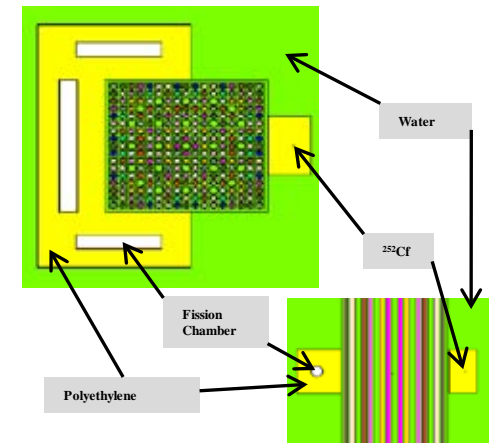 Water
²⁵²Cf
Fission
Chamber
Polyethylene